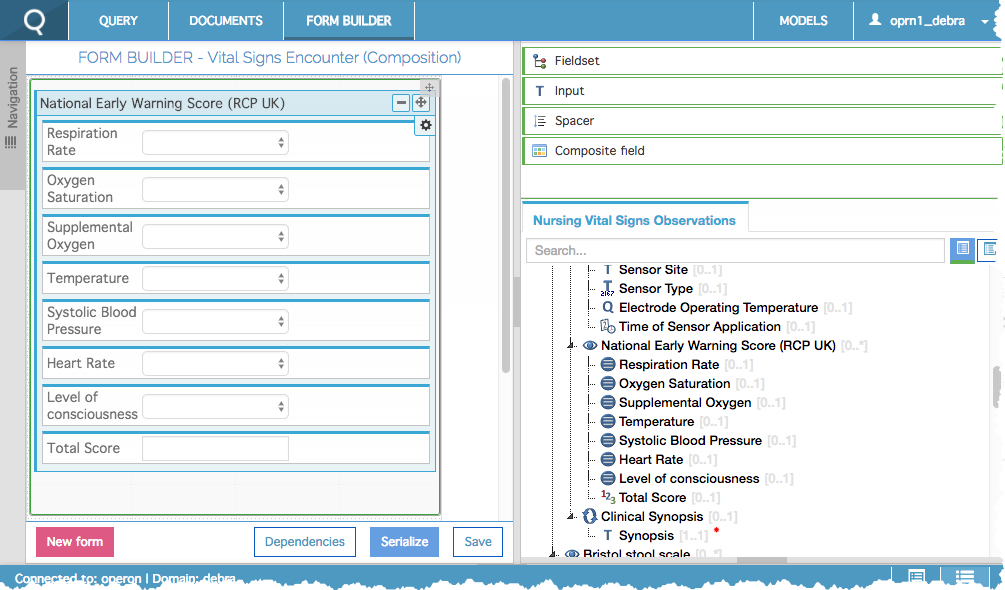 QUERY
DOCUMENTS
FORM BUILDER
MODELS
oprn1_debra
Navigation
FORM BUILDER - Vital Signs Encounter (Composition)
National Early Warning Score (RCP UK)
Respiration
Rate
Oxygen
Saturation
Supplemental
Oxygen
Temperature
Systolic Blood
Pressure
Heart Rate
Level of
consciousness
Total Score
New form
Dependencies
Serialize
Save
Fieldset
T Input
Spacer
Composite field
Nursing Vital Signs Observations
Search...
T Sensor Site [0..1]
Sensor Type [0..1]
Q Electrode Operating Temperature [0..1]
Time of Sensor Application [0..1]
National Early Warning Score (RCP UK) [0..*]
Respiration Rate [0..1]
Oxygen Saturation [0..1]
Supplemental Oxygen [0..1]
Temperature [0..1]
Systolic Blood Pressure [0..1]
Heart Rate [0..1]
Level of consciousness [0..1]
123 Total Score [0..1]
Clinical Synopsis [0..1]
T Synopsis [1..1] *
Bristol stool scale [0..*]
Connected to: operon | Domain: debra